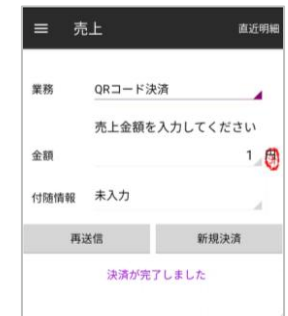 売上 直近明細
業務 QRコード決済
売上金額を入力してください
金額 1 円
付随情報 未入力
再送信 新規決済
決済が完了しました